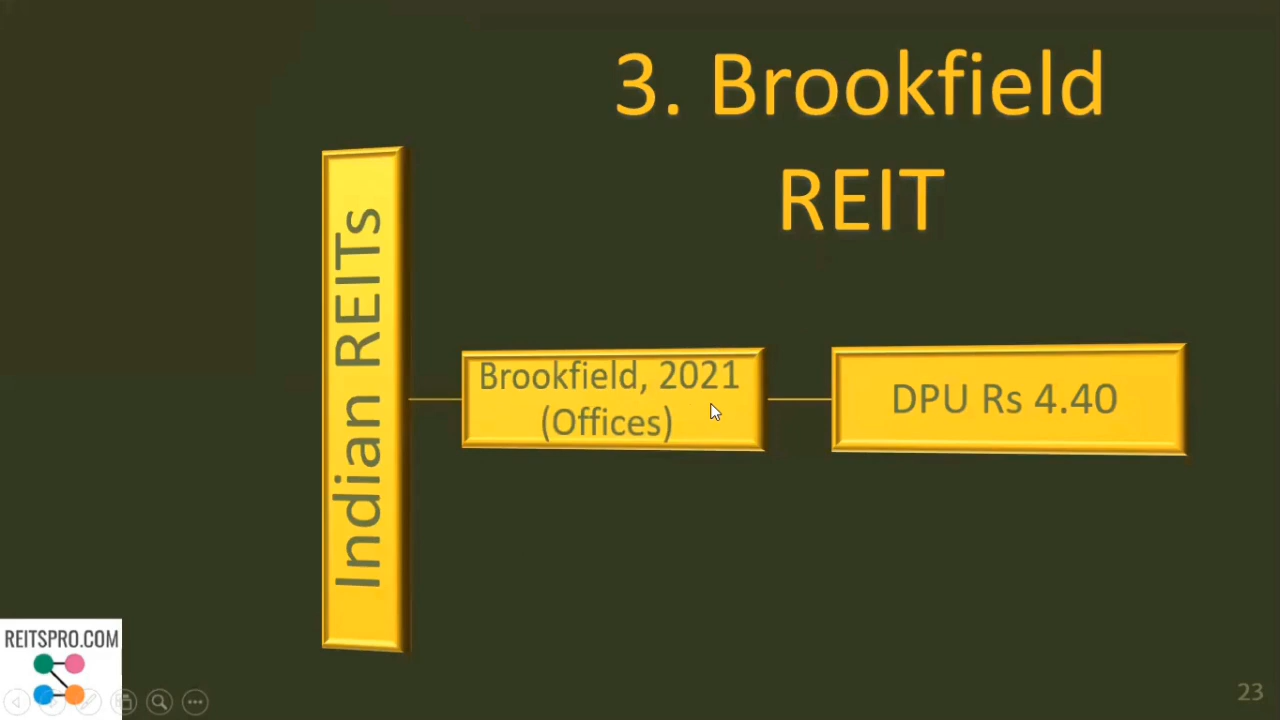 3. Brookfield
REIT
Indian REITs
Brookfield, 2021
(Offices)
DPU Rs 4.40
REITSPRO.COM
23